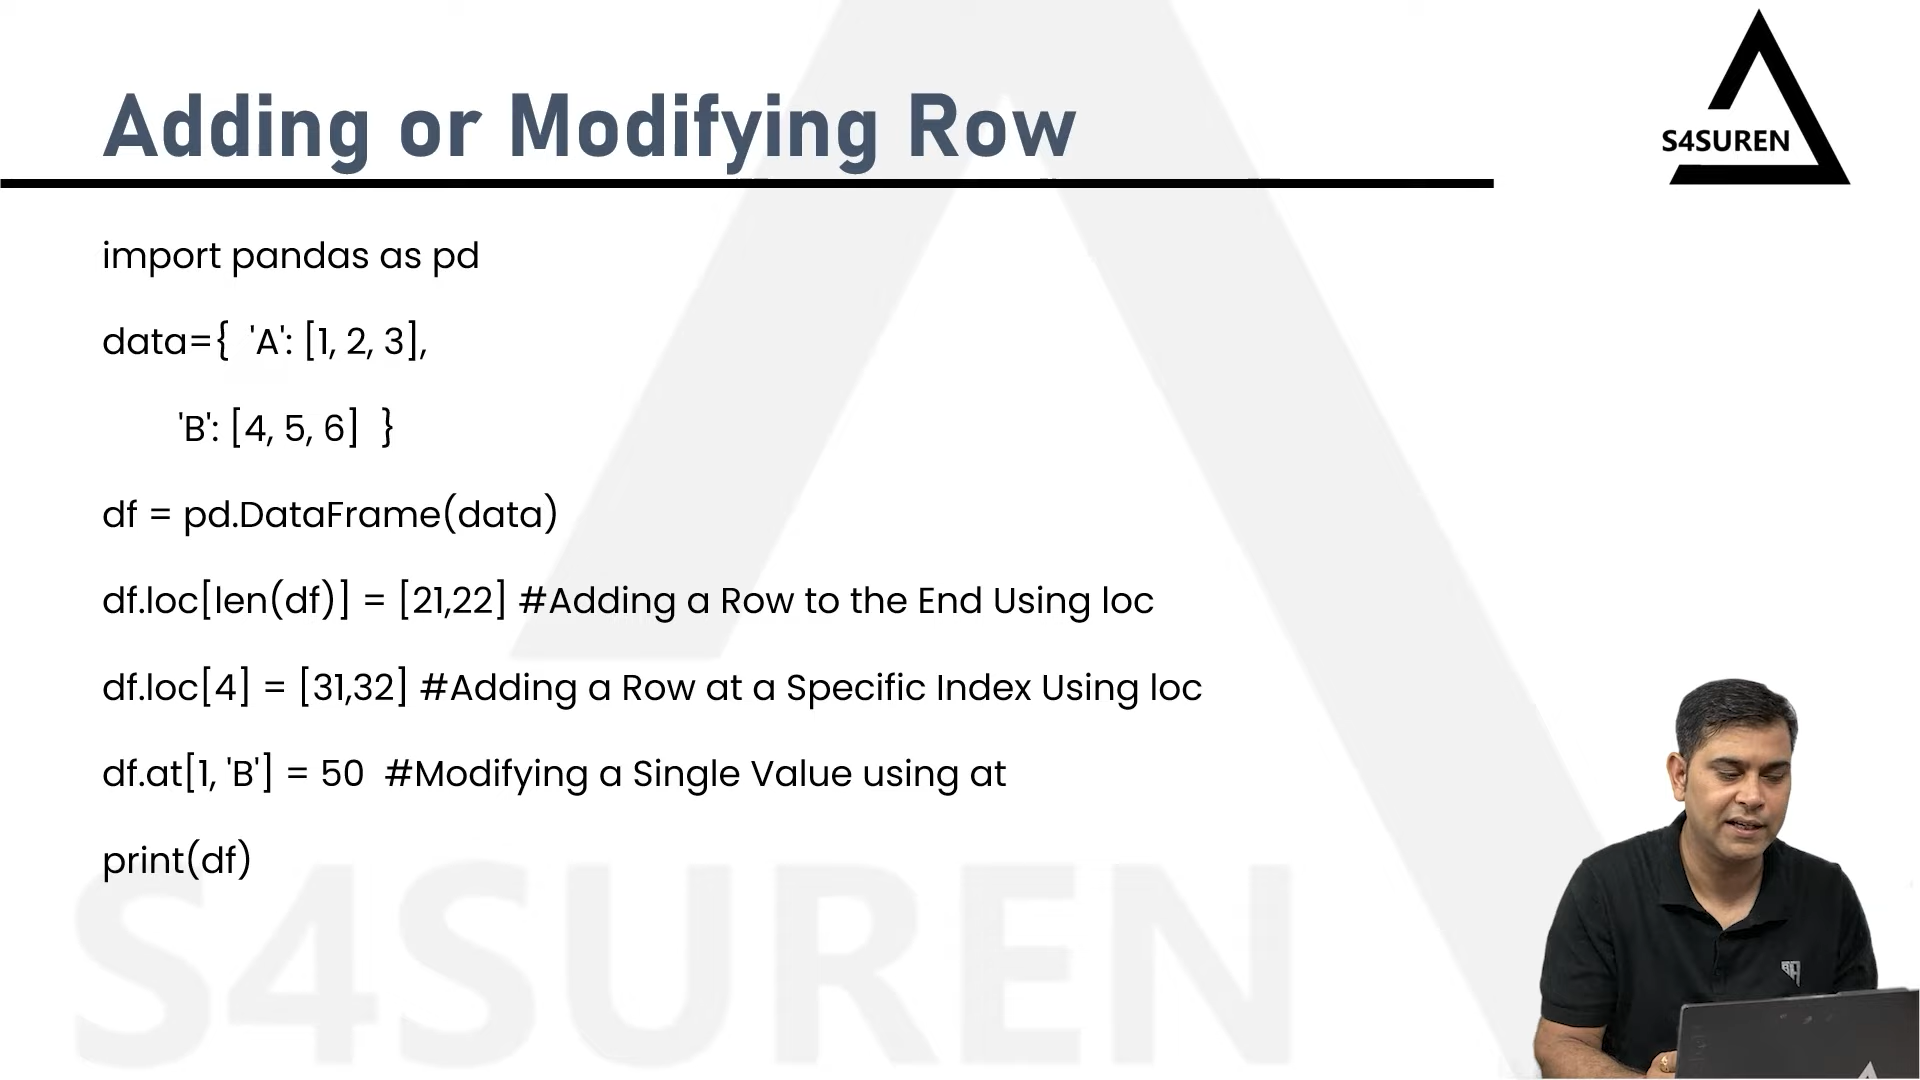 Adding or Modifying Row
S4SUREN
import pandas as pd
data={  'A': [1, 2, 3],
'B': [4, 5, 6]  }
df = pd.DataFrame(data)
df.loc[len(df)] = [21,22] #Adding a Row to the End Using loc
df.loc[4] = [31,32] #Adding a Row at a Specific Index Using loc
df.at[1, 'B'] = 50  #Modifying a Single Value using at
print(df)
S4SUREN